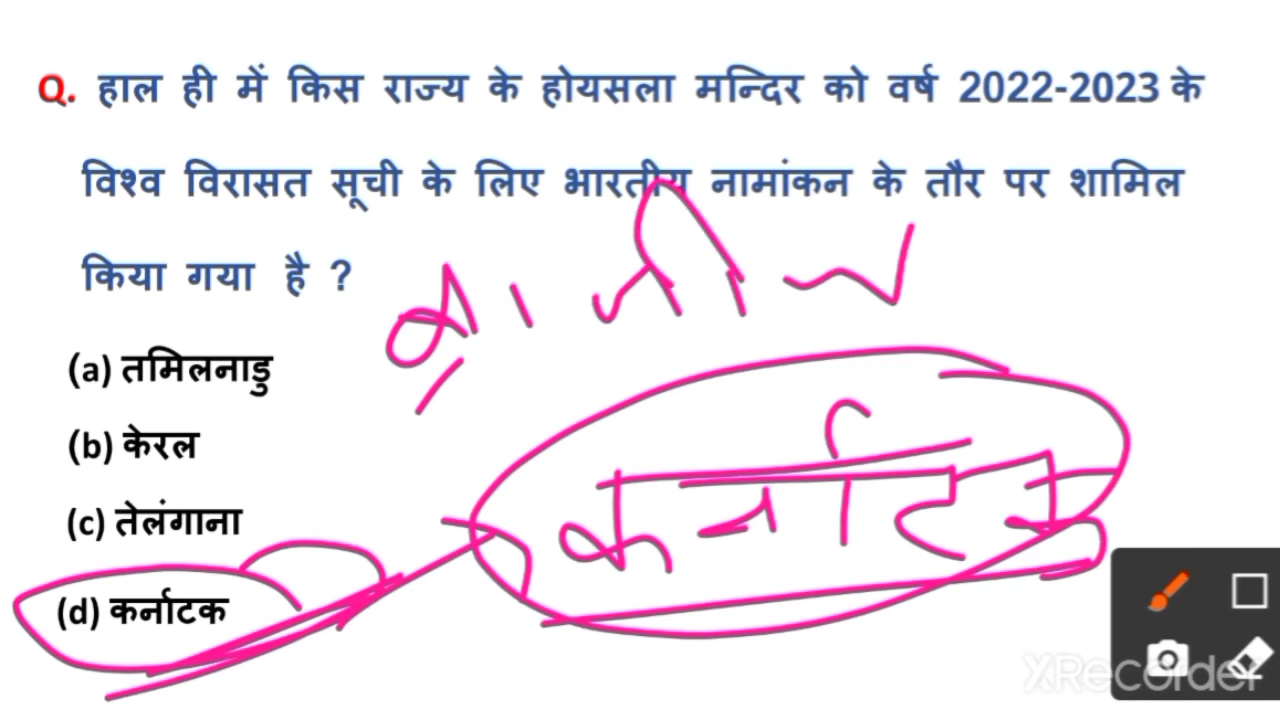 Q. हाल ही में किस राज्य के होयसला मन्दिर को वर्ष 2022-2023 के
विश्व विरासत सूची के लिए भारतीय नामांकन के तौर पर शामिल
किया गया है ?
(a) तमिलनाडु
(b) केरल
(c) तेलंगाना
कर्नाटक
(d) कर्नाटक
XRecorder